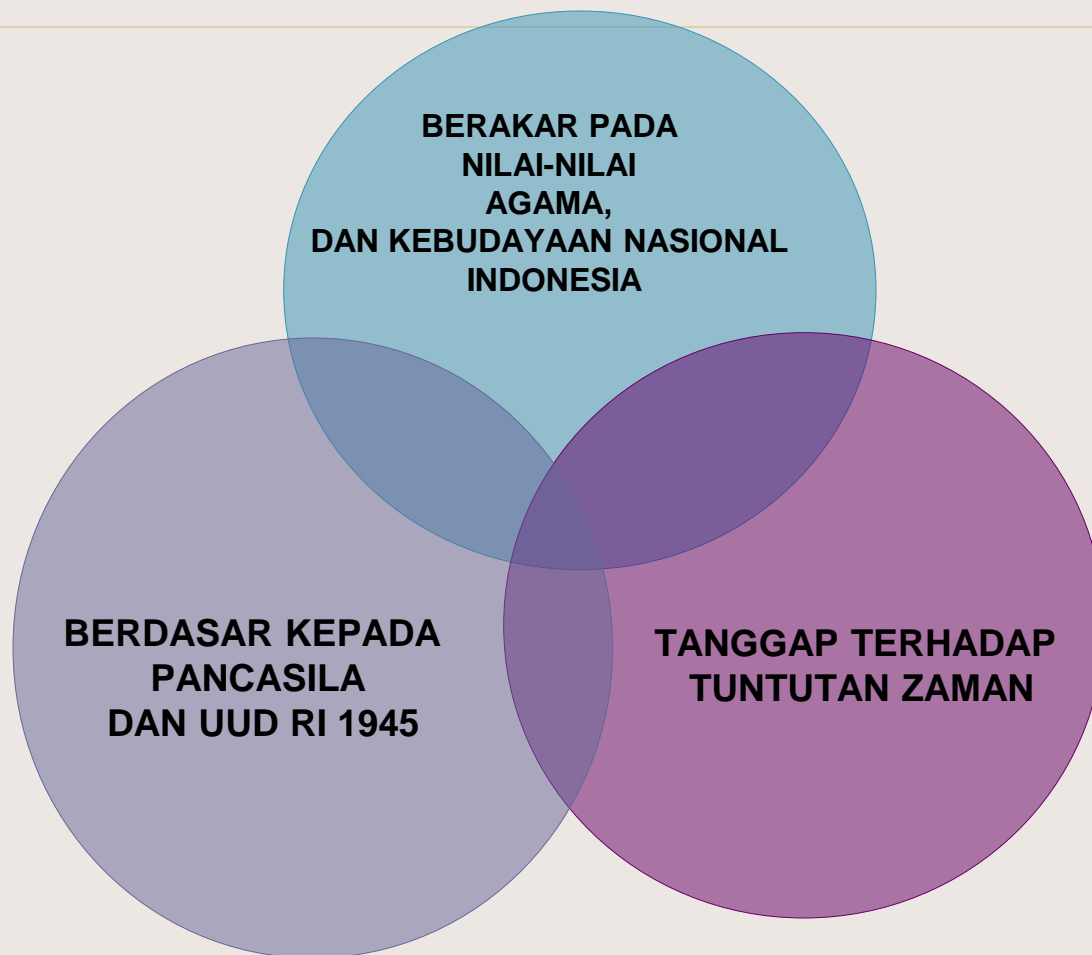 BERAKAR PADA
NILAI-NILAI
AGAMA,
DAN KEBUDAYAAN NASIONAL
INDONESIA
BERDASAR KEPADA
PANCASILA
DAN UUD RI 1945
TANGGAP TERHADAP
TUNTUTAN ZAMAN